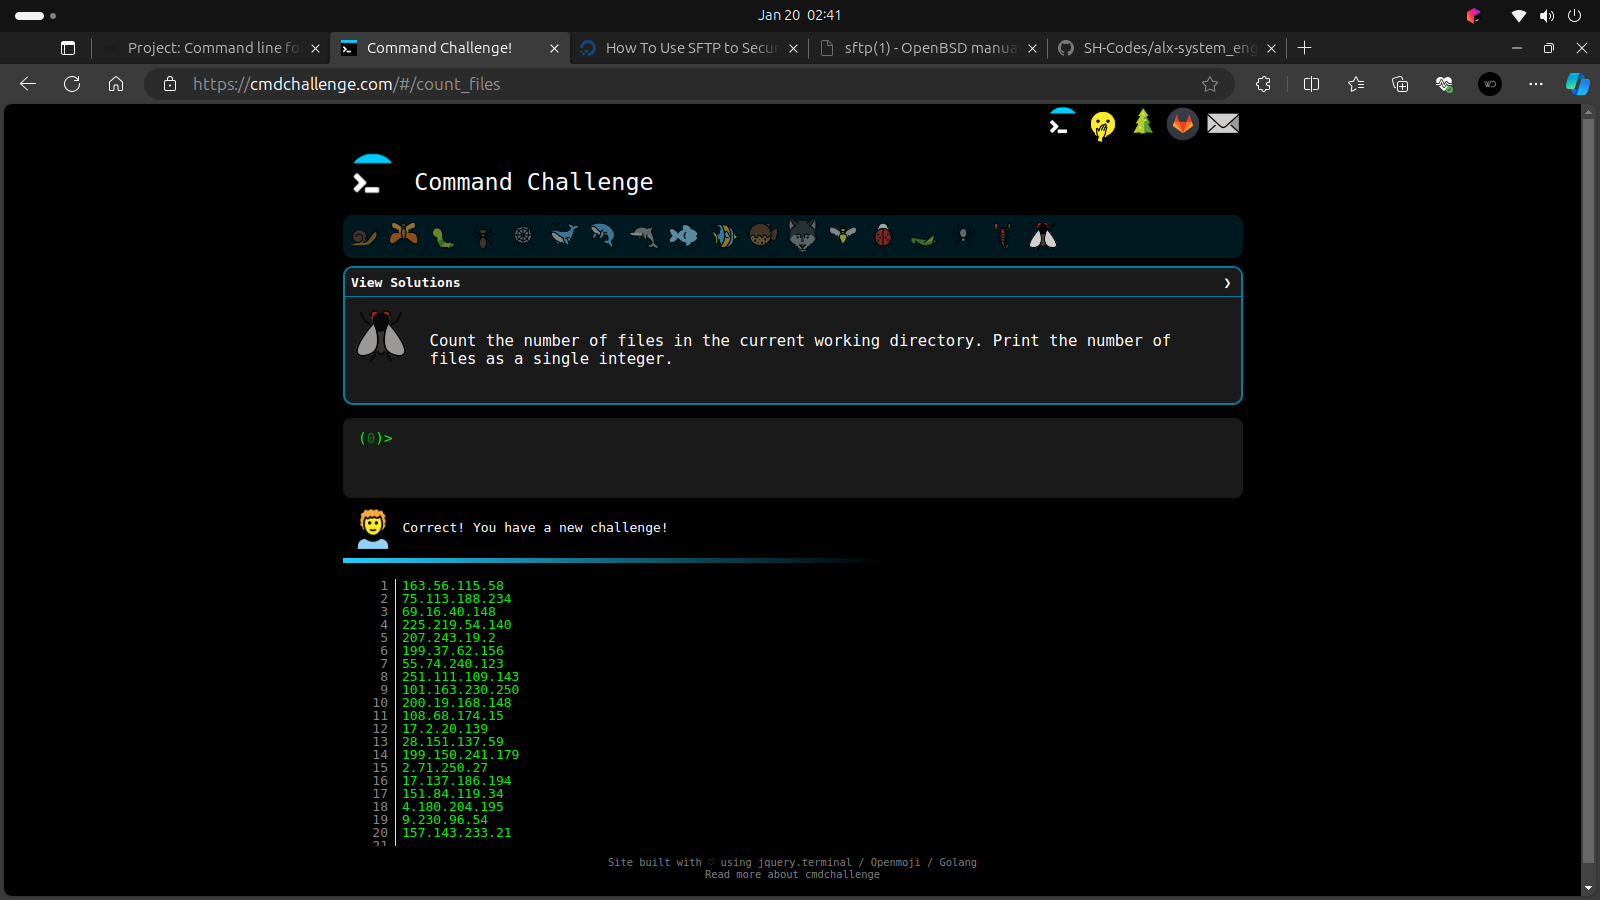 Jan 20 02:41
Project: Command line fo
Command Challenge!
How To Use SFTP to Secur
sftp(1) - OpenBSD manua
SH-Codes/alx-system_eng
https://cmdchallenge.com/#/count_files
Command Challenge
View Solutions
Count the number of files in the current working directory. Print the number of
files as a single integer.
(0)>
Correct! You have a new challenge!
1 163.56.115.58
2 75.113.188.234
3 69.16.40.148
4 225.219.54.140
5 207.243.19.2
6 199.37.62.156
7 55.74.240.123
8 251.111.109.143
9 101.163.230.250
10 200.19.168.148
11 108.68.174.15
12 17.2.20.139
13 28.151.137.59
14 199.150.241.179
15 2.71.250.27
16 17.137.186.194
17 151.84.119.34
18 4.180.204.195
19 9.230.96.54
20 157.143.233.21
21
Site built with ♡ using jquery.terminal / Openmoji / Golang
Read more about cmdchallenge